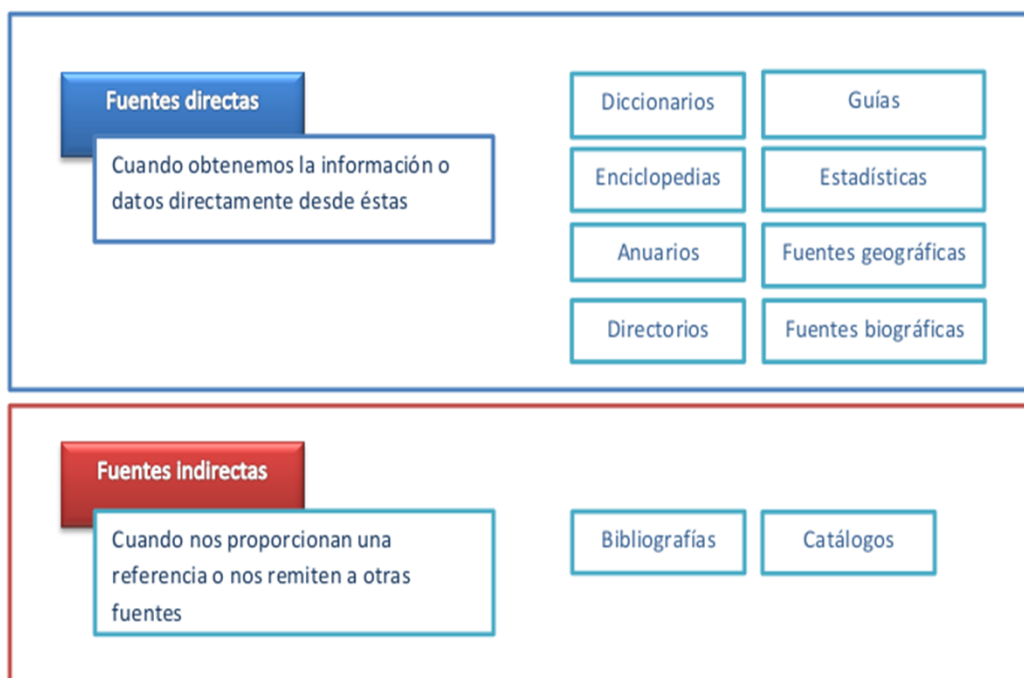 Fuentes directas
Cuando obtenemos la información o
datos directamente desde éstas
Diccionarios
Guías
Enciclopedias
Estadísticas
Anuarios
Fuentes geográficas
Directorios
Fuentes biográficas
Fuentes indirectas
Cuando nos proporcionan una
referencia o nos remiten a otras
fuentes
Bibliografías
Catálogos